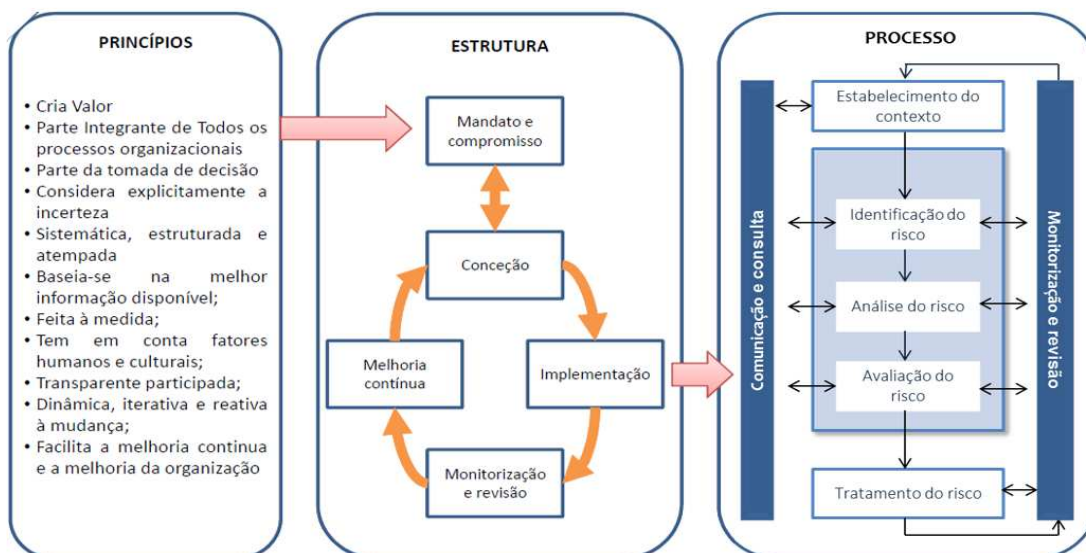 PRINCÍPIOS
• Cria Valor
• Parte Integrante de Todos os
processos organizacionais
• Parte da tomada de decisão
• Considera explicitamente a
incerteza
• Sistemática, estruturada e
atempada
• Baseia-se na melhor
informação disponível;
• Feita à medida;
• Tem em conta fatores
humanos e culturais;
• Transparente participada;
• Dinâmica, iterativa e reativa
à mudança;
• Facilita a melhoria continua
e a melhoria da organização
ESTRUTURA
Mandato e
compromisso
Conceção
Melhoria
contínua
Implementação
Monitorização
e revisão
PROCESSO
Comunicação e consulta
Estabelecimento do
contexto
Identificação do
risco
Análise do risco
Avaliação do
risco
Tratamento do risco
Monitorização e revisão